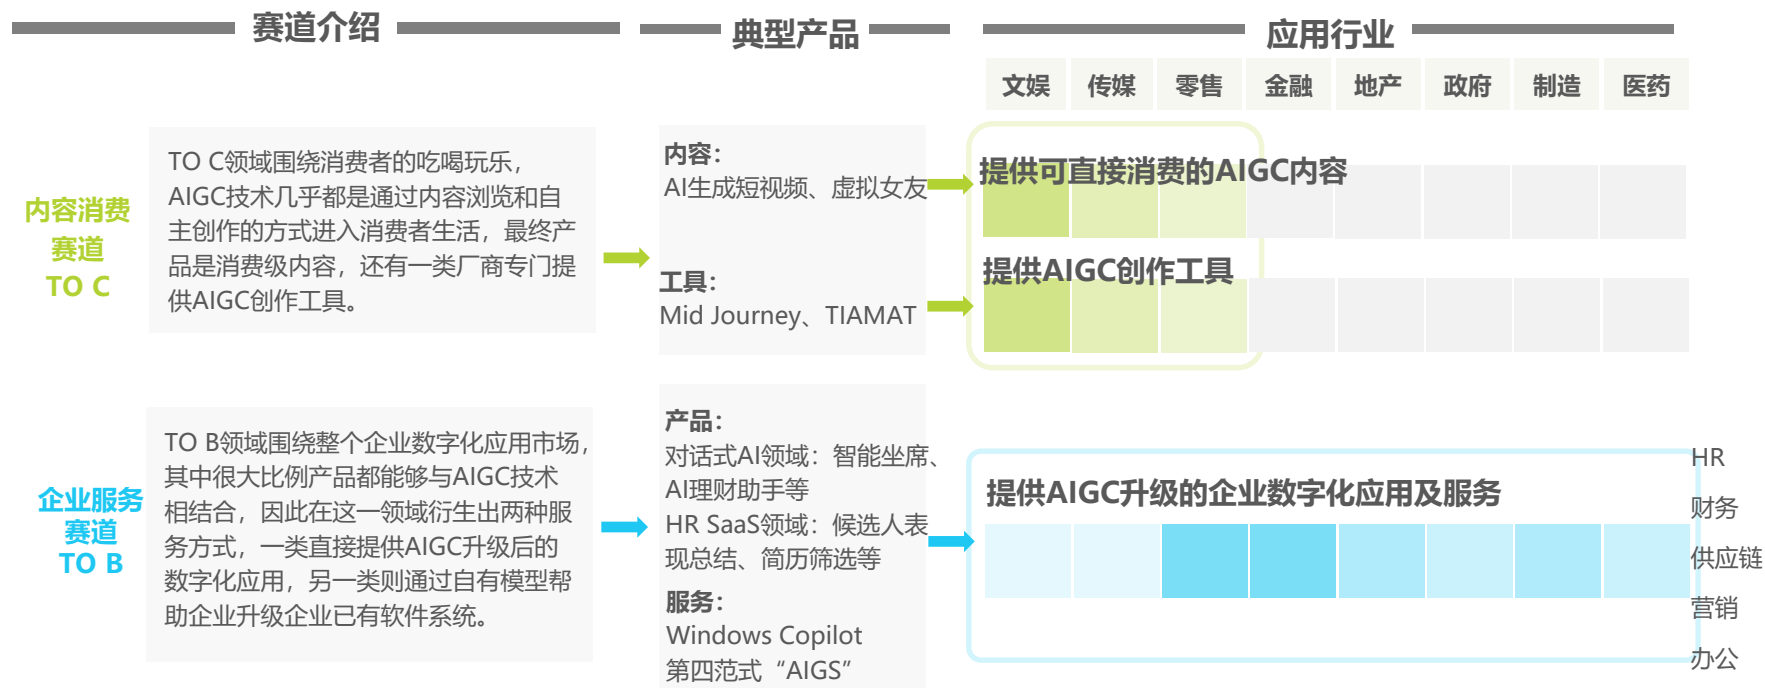 赛道介绍
典型产品
应用行业
文娱
传媒
零售
金融
地产
政府
制造
医药
内容消费
赛道
TO C
TO C领域围绕消费者的吃喝玩乐，
AIGC技术几乎都是通过内容浏览和自
主创作的方式进入消费者生活，最终产
品是消费级内容，还有一类厂商专门提
供AIGC创作工具。
内容：
AI生成短视频、虚拟女友
工具：
Mid Journey、TIAMAT
提供可直接消费的AIGC内容
提供AIGC创作工具
企业服务
赛道
TO B
TO B领域围绕整个企业数字化应用市场，
其中很大比例产品都能够与AIGC技术
相结合，因此在这一领域衍生出两种服
务方式，一类直接提供AIGC升级后的
数字化应用，另一类则通过自有模型帮
助企业升级企业已有软件系统。
产品：
对话式AI领域：智能坐席、
AI理财助手等
HR SaaS领域：候选人表
现总结、简历筛选等
服务：
Windows Copilot
第四范式“AIGS”
提供AIGC升级的企业数字化应用及服务
HR
财务
供应链
营销
办公